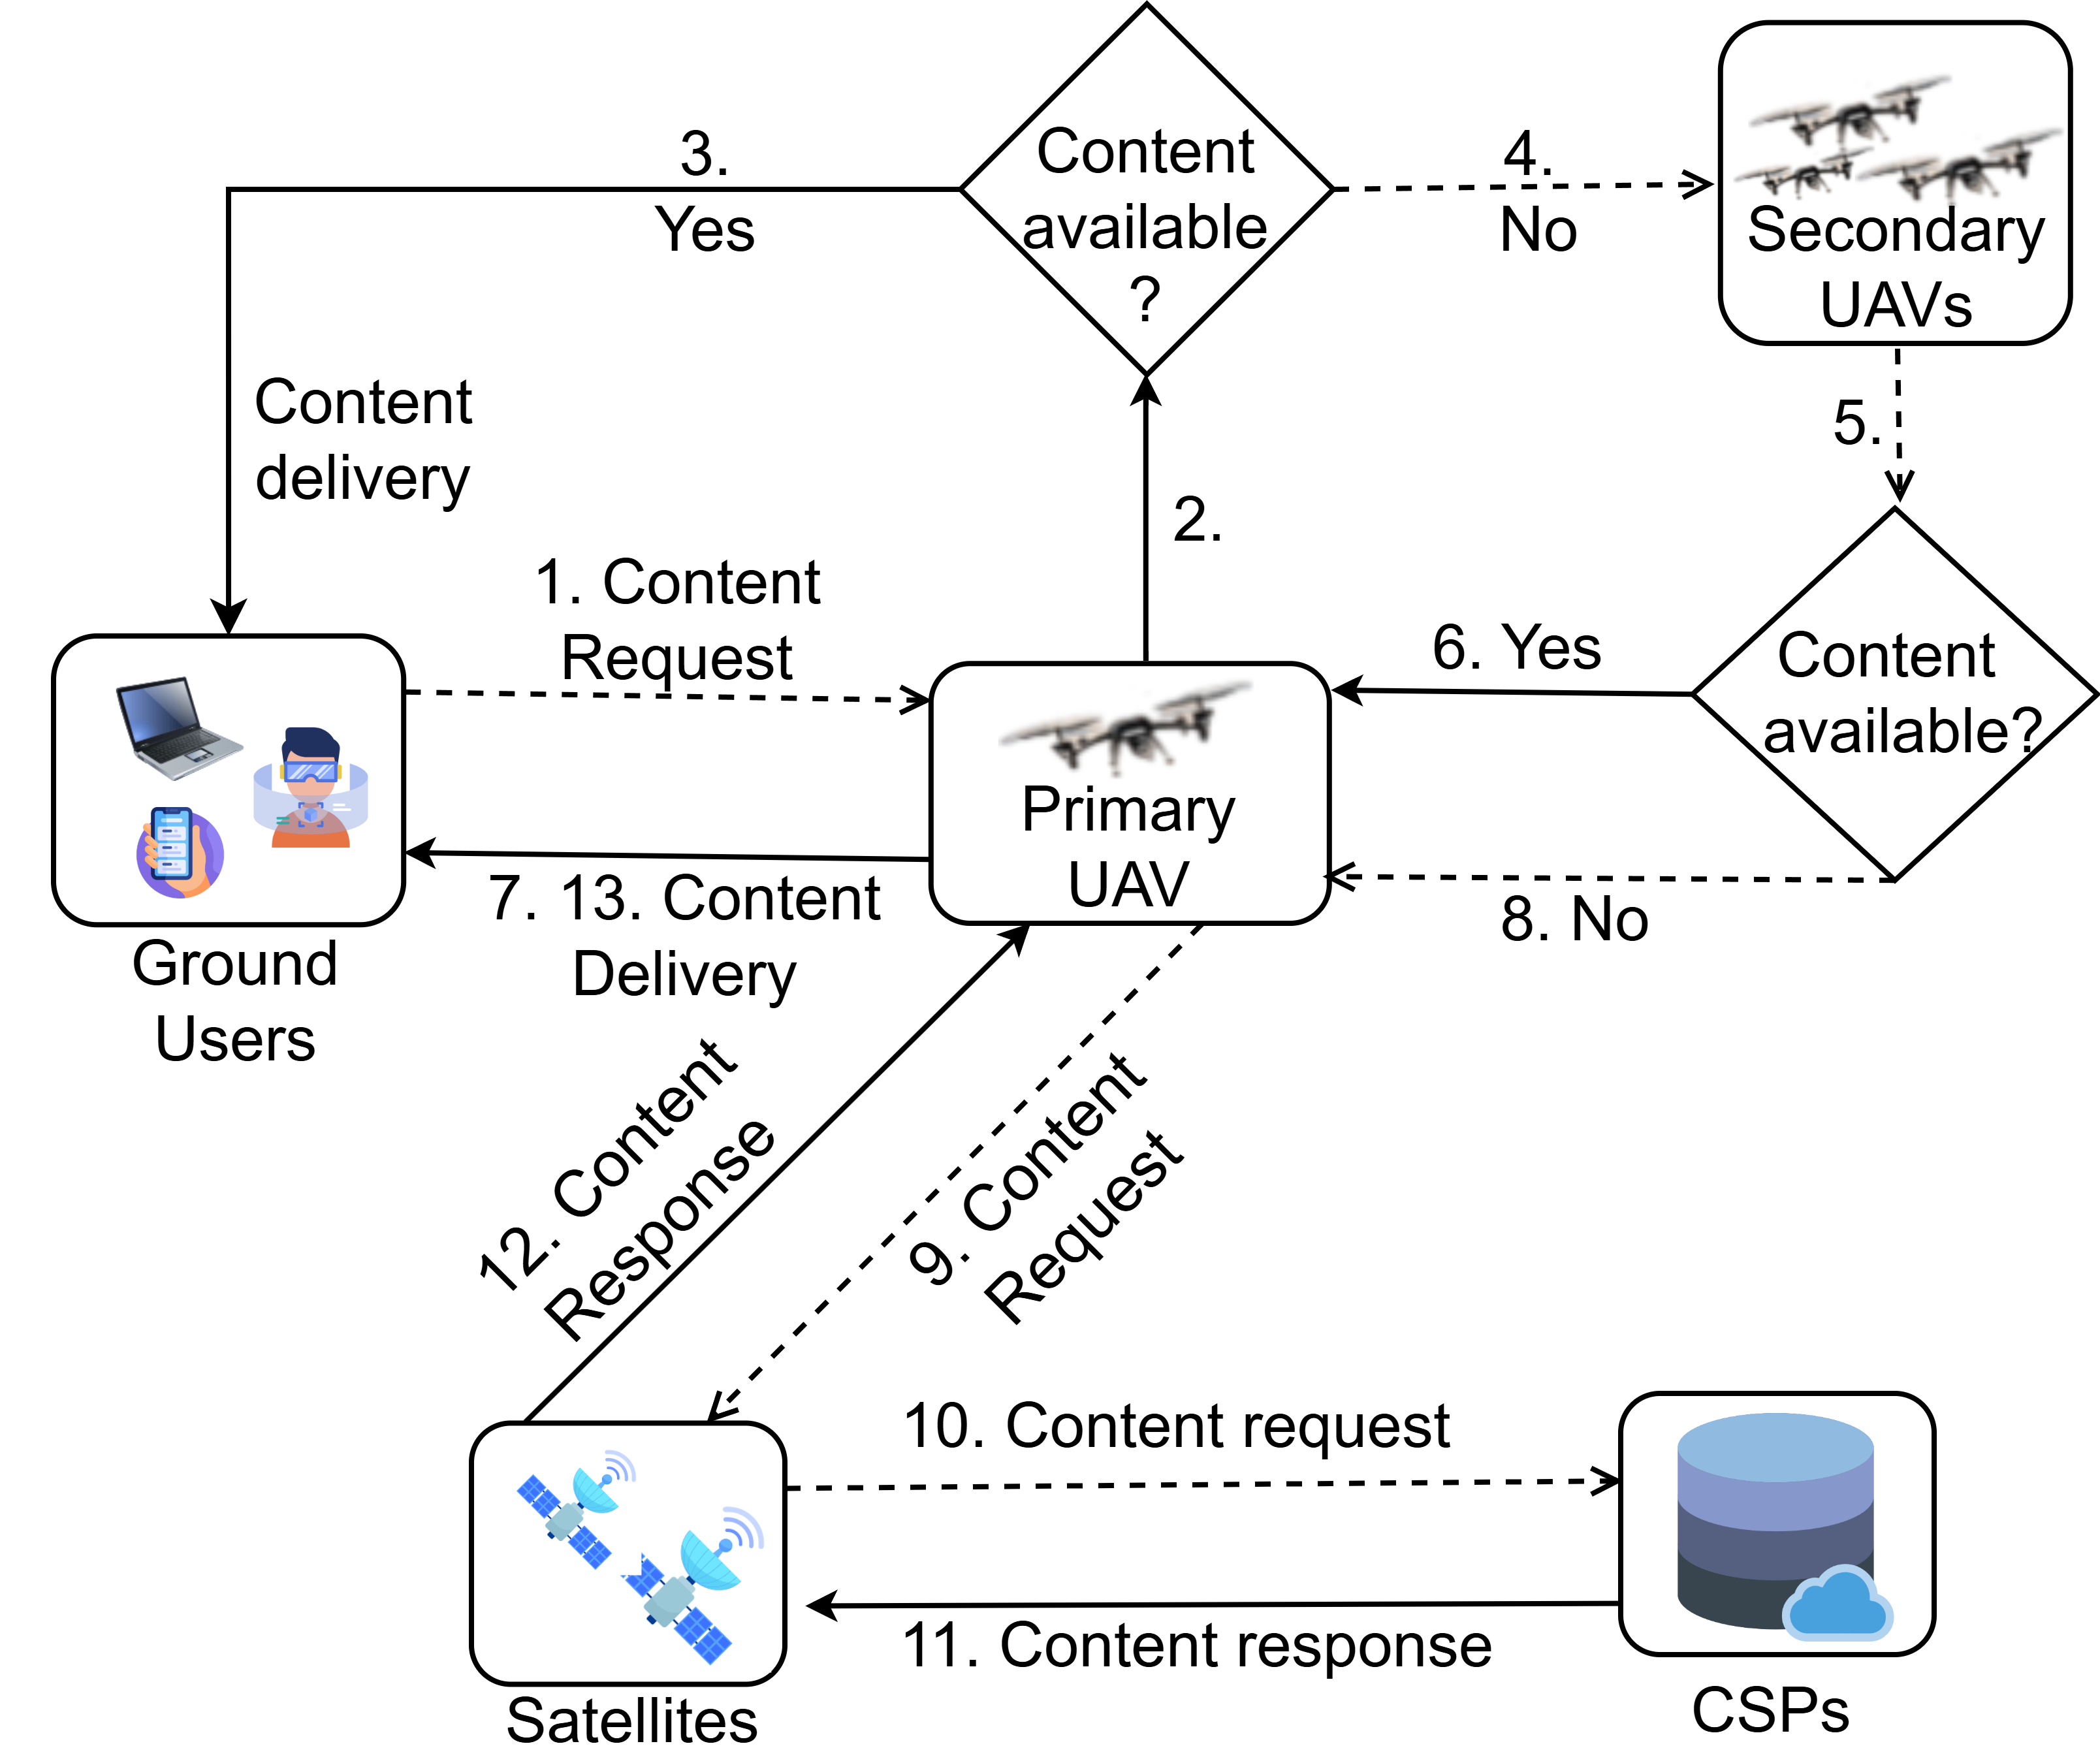 Content
available
?
3.
Yes
4.
No
Secondary
UAVs
Content
delivery
5.
2.
1. Content
Request
6. Yes
Content
available?
Primary
UAV
7. 13. Content
Delivery
8. No
Ground
Users
12. Content
Response
9. Content
Request
10. Content request
11. Content response
Satellites
CSPs